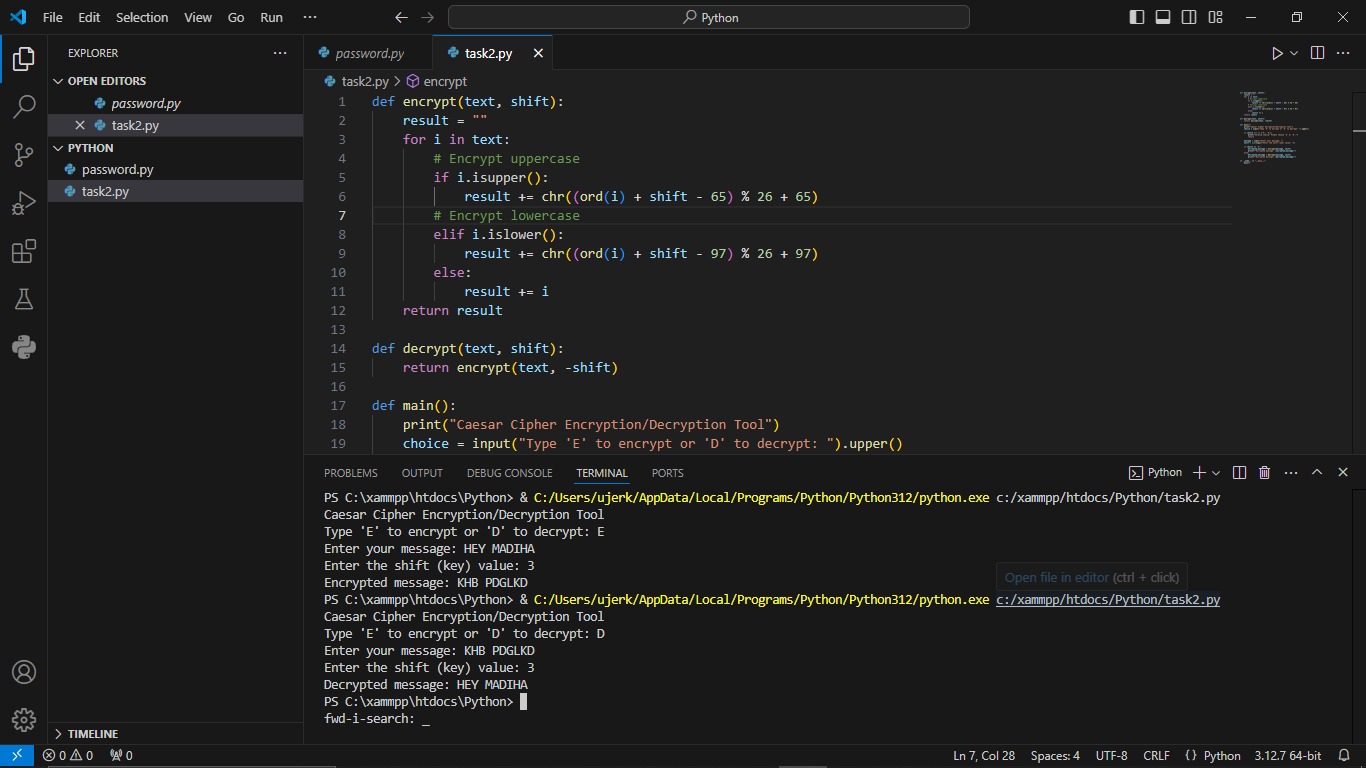 File Edit Selection View Go Run ··· Python
EXPLORER ···
OPEN EDITORS
password.py
task2.py
PYTHON
password.py
task2.py
TIMELINE
password.py task2.py
task2.py > encrypt
1 def encrypt(text, shift):
2 result = ""
3 for i in text:
4 # Encrypt uppercase
5 if i.isupper():
6 result += chr((ord(i) + shift - 65) % 26 + 65)
7 # Encrypt lowercase
8 elif i.islower():
9 result += chr((ord(i) + shift - 97) % 26 + 97)
10 else:
11 result += i
12 return result
13
14 def decrypt(text, shift):
15 return encrypt(text, -shift)
16
17 def main():
18 print("Caesar Cipher Encryption/Decryption Tool")
19 choice = input("Type 'E' to encrypt or 'D' to decrypt: ").upper()
PROBLEMS OUTPUT DEBUG CONSOLE TERMINAL PORTS Python
PS C:\xammpp\htdocs\Python> & C:/Users/ujerk/AppData/Local/Programs/Python/Python312/python.exe c:/xammpp/htdocs/Python/task2.py
Caesar Cipher Encryption/Decryption Tool
Type 'E' to encrypt or 'D' to decrypt: E
Enter your message: HEY MADIHA
Enter the shift (key) value: 3
Encrypted message: KHB PDGLKD
Open file in editor (ctrl + click)
PS C:\xammpp\htdocs\Python> & C:/Users/ujerk/AppData/Local/Programs/Python/Python312/python.exe c:/xammpp/htdocs/Python/task2.py
Caesar Cipher Encryption/Decryption Tool
Type 'E' to encrypt or 'D' to decrypt: D
Enter your message: KHB PDGLKD
Enter the shift (key) value: 3
Decrypted message: HEY MADIHA
PS C:\xammpp\htdocs\Python>
fwd-i-search: _
0 0 0 Ln 7, Col 28 Spaces: 4 UTF-8 CRLF {} Python 3.12.7 64-bit